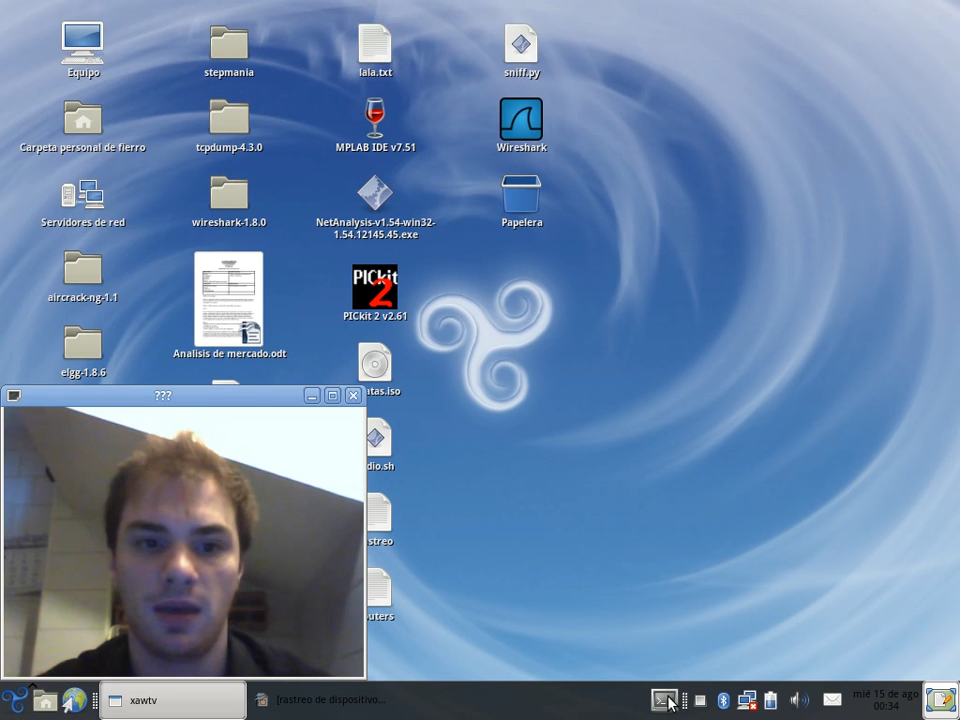 Equipo
stepmania
lala.txt
sniff.py
Carpeta personal de fierro
tcpdump-4.3.0
MPLAB IDE v7.51
Wireshark
Servidores de red
wireshark-1.8.0
NetAnalysis-v1.54-win32-
1.54.12145.45.exe
Papelera
aircrack-ng-1.1
Analisis de mercado.odt
PICkit
2
PICkit 2 v2.61
elgg-1.8.6
atas.iso
???
dio.sh
streo
uters
xawtv
[rastreo de dispositivo...
mié 15 de ago
00:34